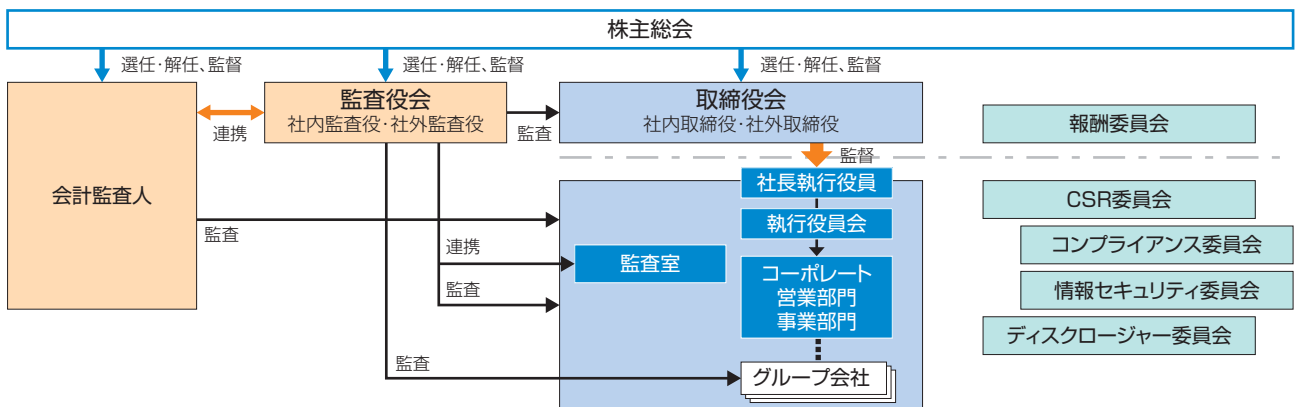 株主総会
選任・解任、監督
選任・解任、監督
選任・解任、監督
会計監査人
連携
監査役会
社内監査役・社外監査役
監査
取締役会
社内取締役・社外取締役
報酬委員会
監督
社長執行役員
執行役員会
監査
連携
監査室
監査
コーポレート
営業部門
事業部門
監査
グループ会社
CSR委員会
コンプライアンス委員会
情報セキュリティ委員会
ディスクロージャー委員会